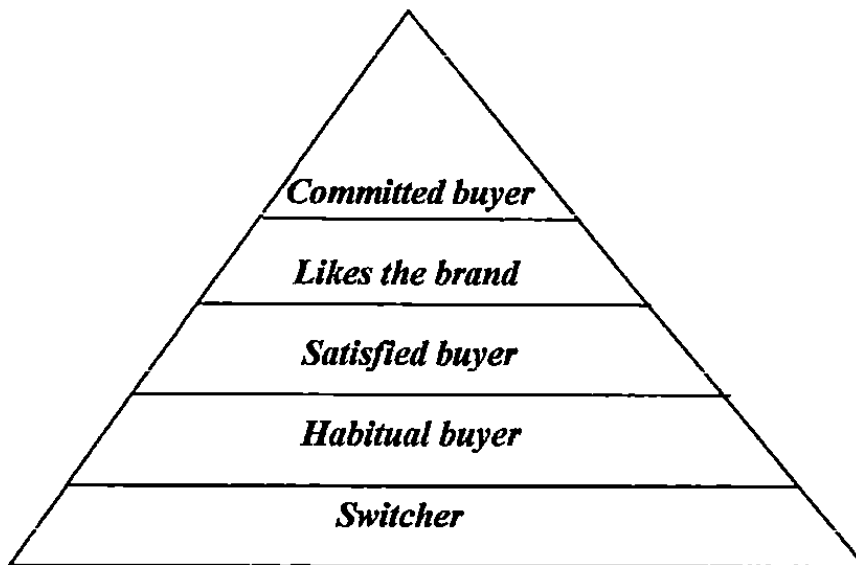 Committed buyer
Likes the brand
Satisfied buyer
Habitual buyer
Switcher